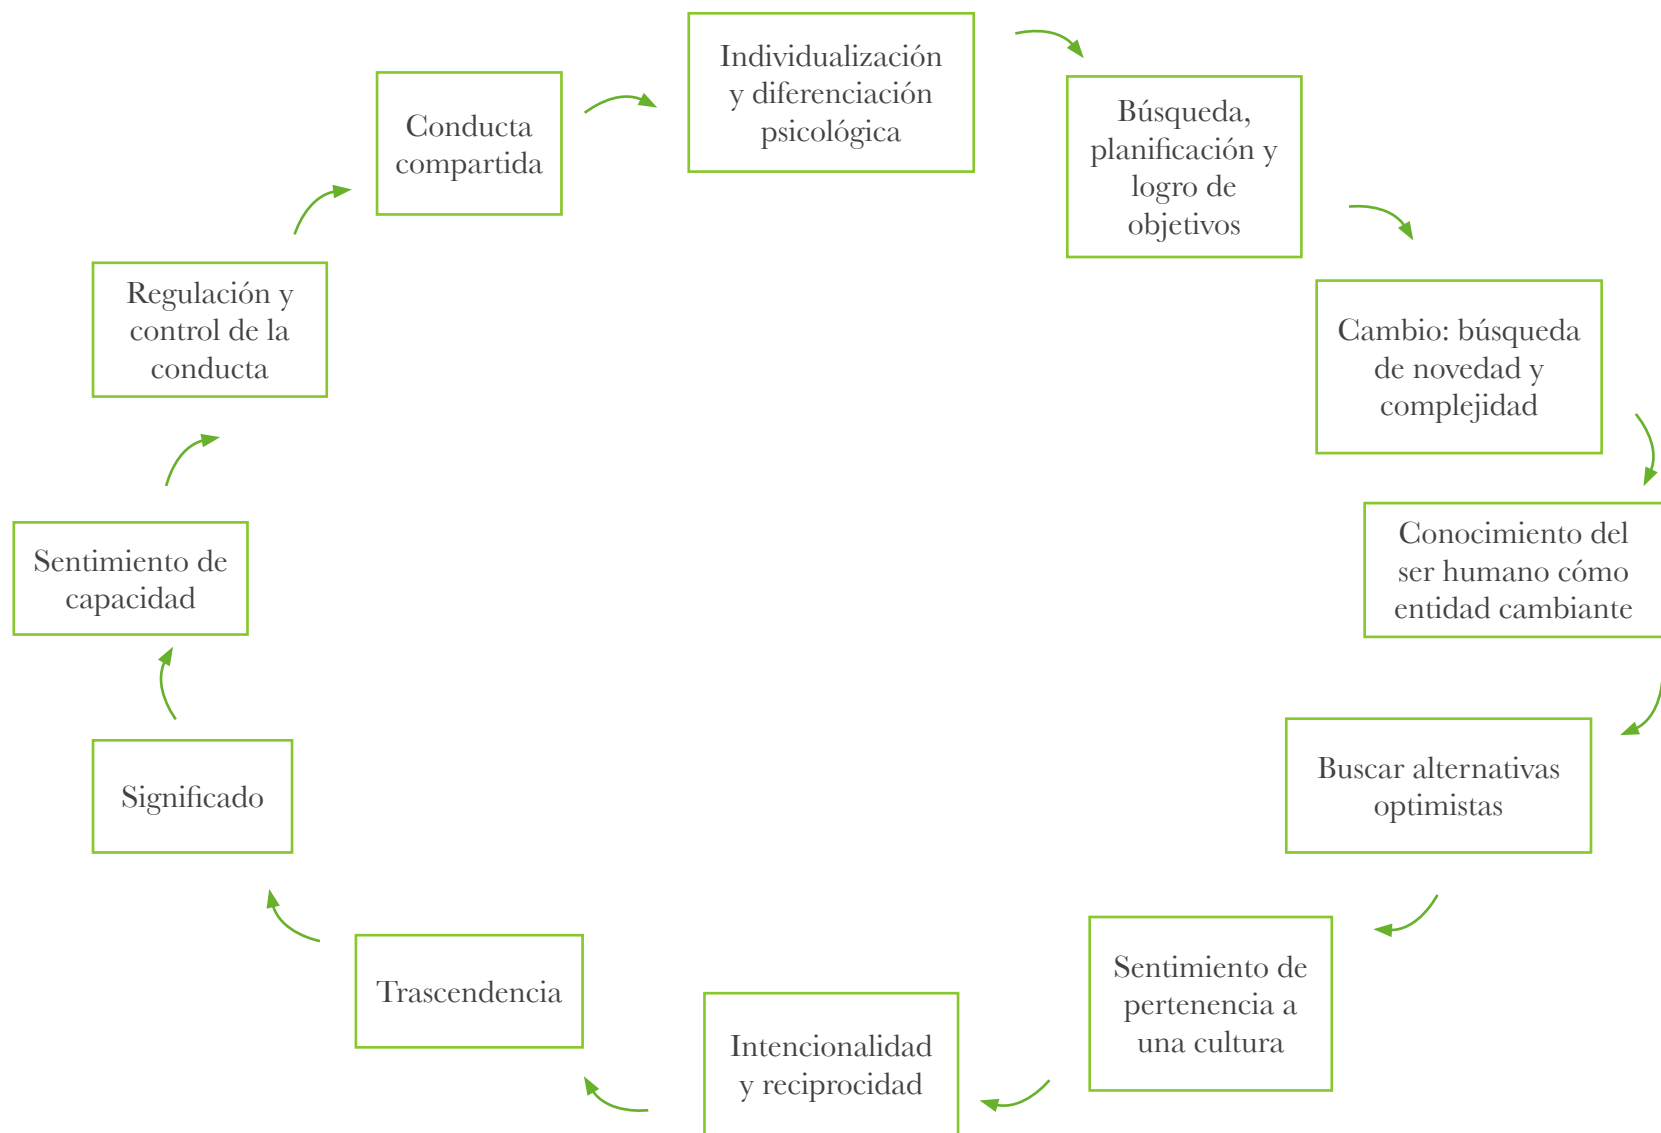 Individualización
y diferenciación
psicológica
Búsqueda,
planificación y
logro de
objetivos
Cambio: búsqueda
de novedad y
complejidad
Conocimiento del
ser humano cómo
entidad cambiante
Buscar alternativas
optimistas
Sentimiento de
pertenencia a
una cultura
Intencionalidad
y reciprocidad
Trascendencia
Significado
Sentimiento de
capacidad
Regulación y
control de la
conducta
Conducta
compartida